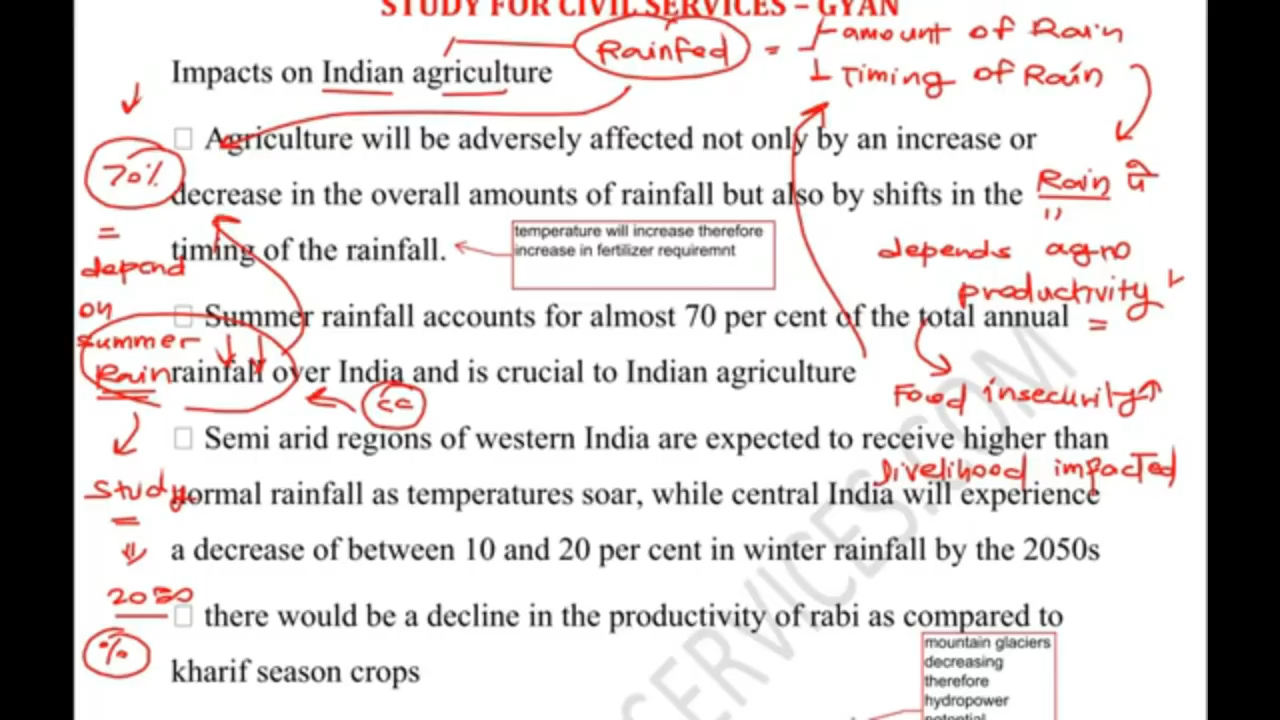 STUDY FOR CIVIL SERVICES – GYAN
Rainfed = amount of Rain
Timing of Rain
Impacts on Indian agriculture
Agriculture will be adversely affected not only by an increase or
decrease in the overall amounts of rainfall but also by shifts in the
timing of the rainfall.
temperature will increase therefore
increase in fertilizer requiremnt
70%
=
depend
on
summer
Rain
Rain पे
depends agro
productivity
=
Summer rainfall accounts for almost 70 per cent of the total annual
rainfall over India and is crucial to Indian agriculture
CC
Food insecurity ↑
Livelihood impacted
Semi arid regions of western India are expected to receive higher than
normal rainfall as temperatures soar, while central India will experience
a decrease of between 10 and 20 per cent in winter rainfall by the 2050s
Study
2050
%
there would be a decline in the productivity of rabi as compared to
kharif season crops
mountain glaciers
decreasing
therefore
hydropower
potential
SERVICES.COM